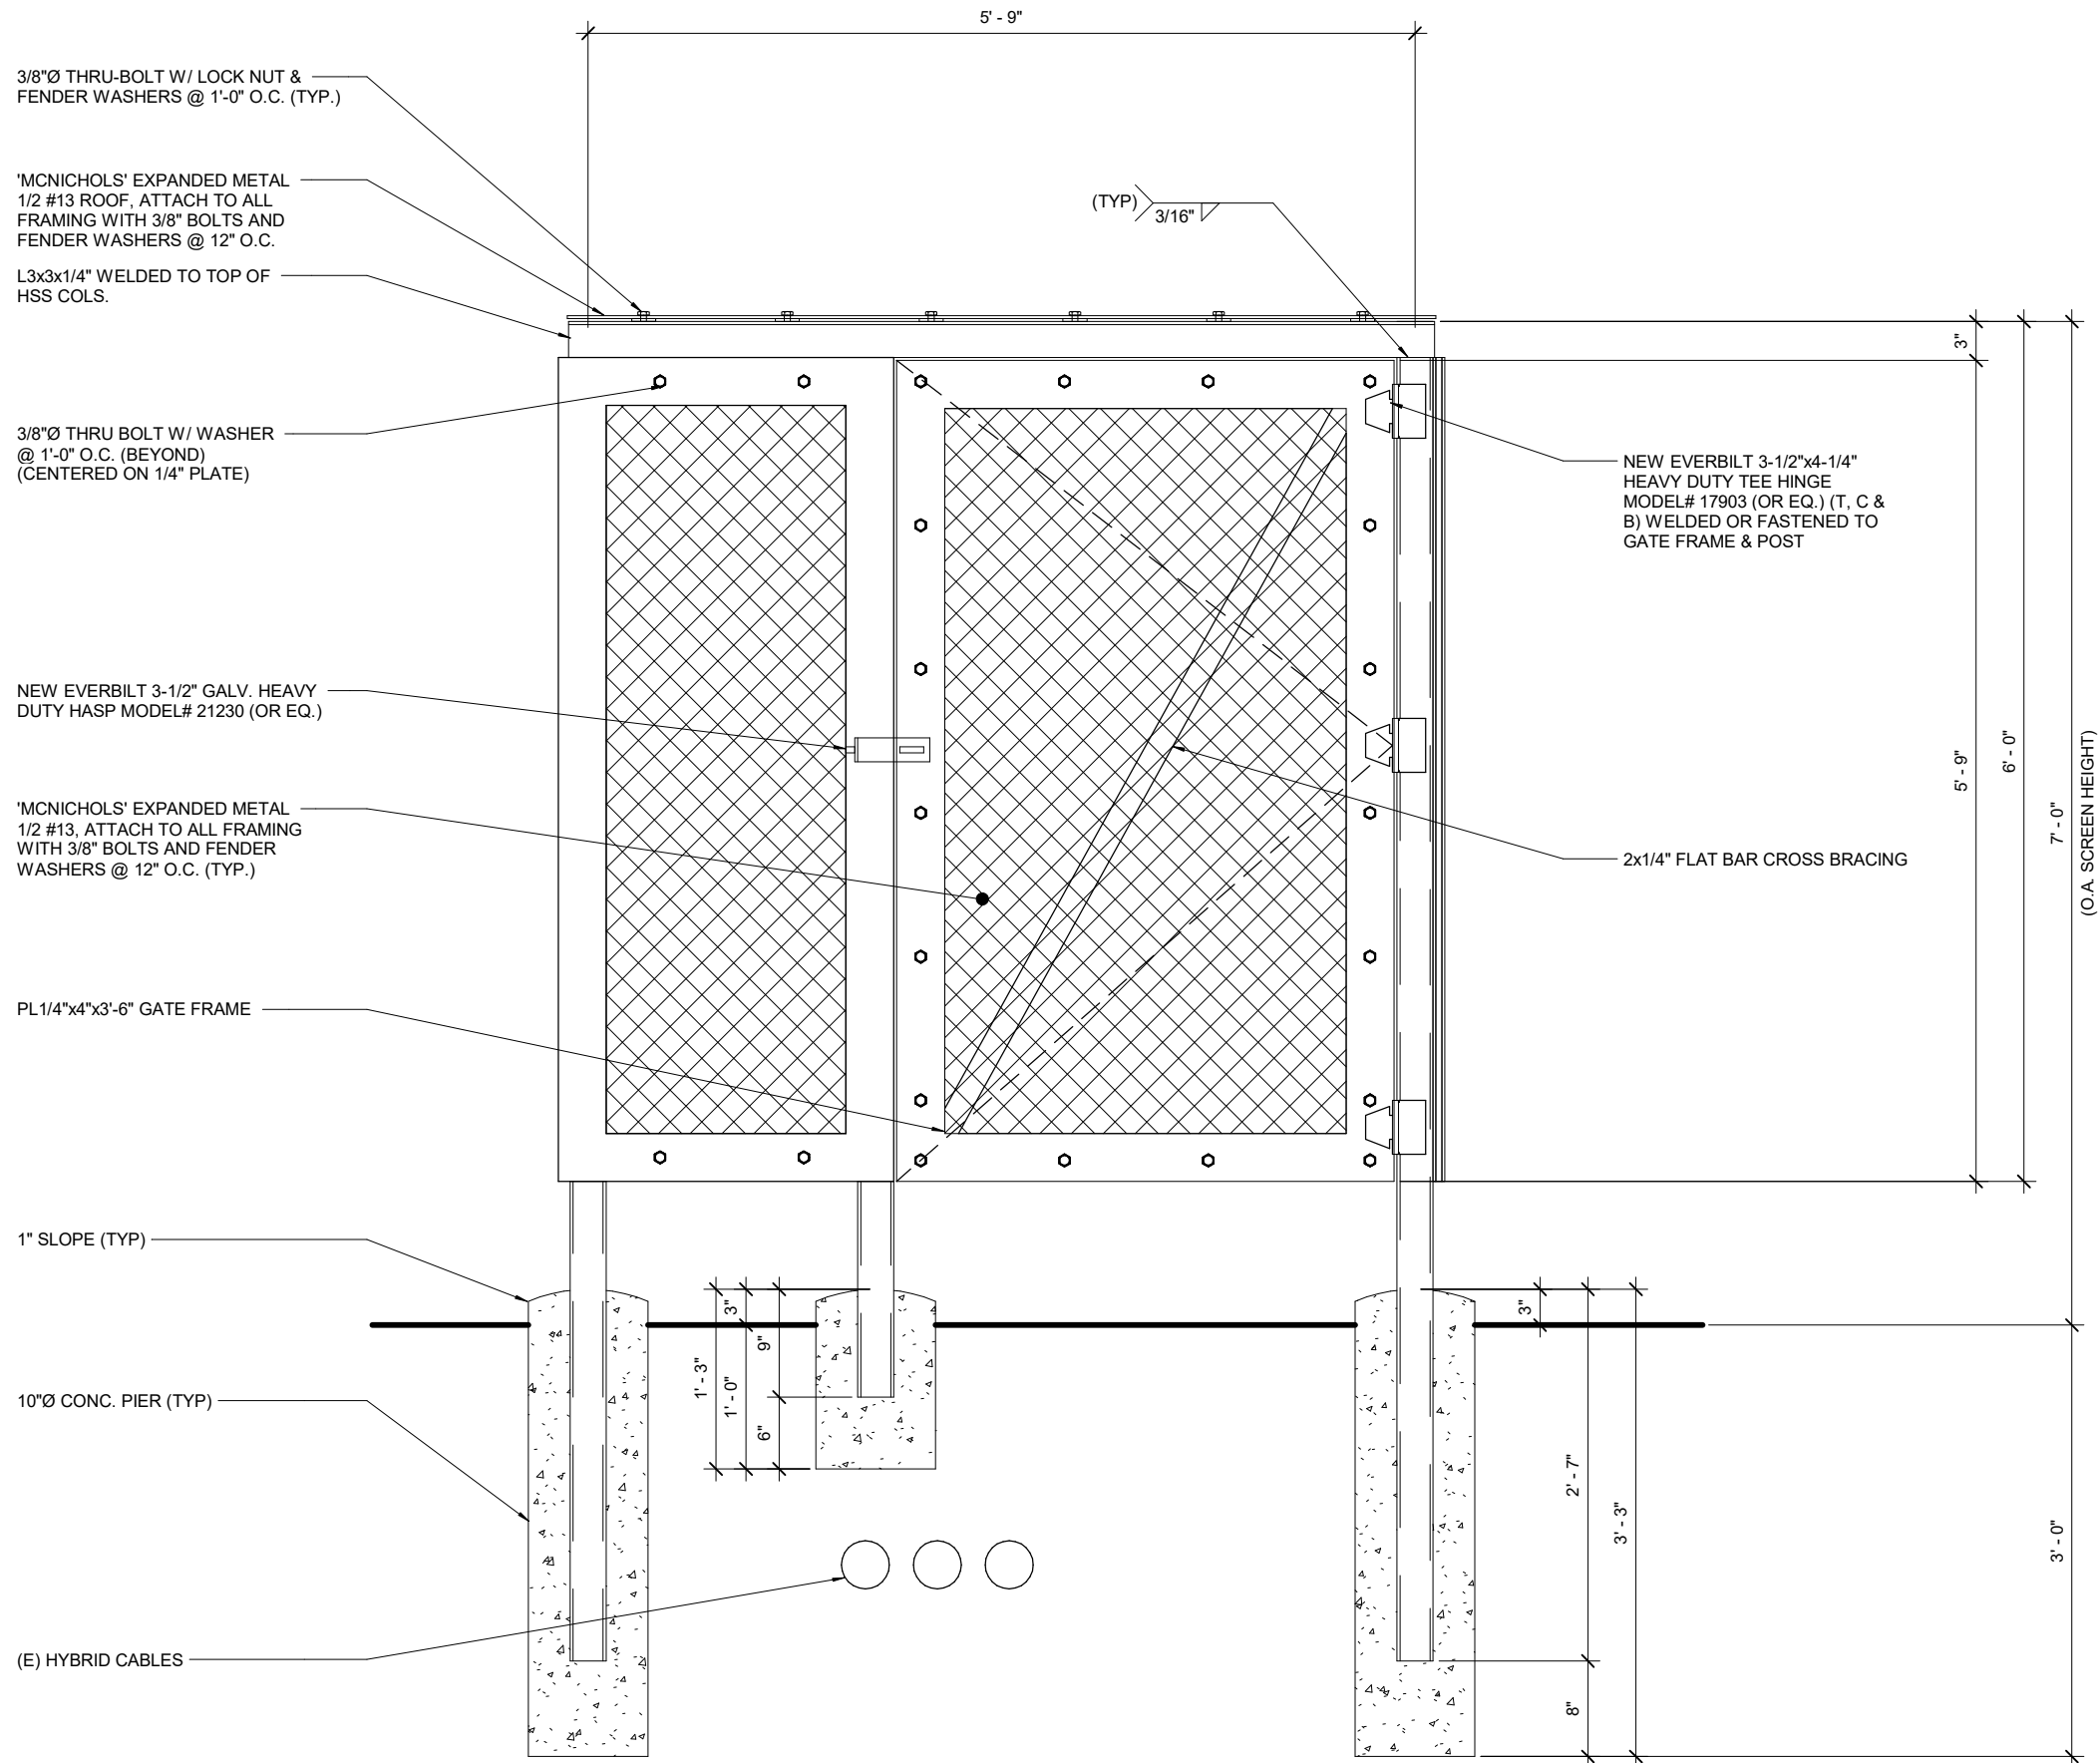 5' - 9"
3/8"Ø THRU-BOLT W/ LOCK NUT &
FENDER WASHERS @ 1'-0" O.C. (TYP.)
'MCNICHOLS' EXPANDED METAL
1/2 #13 ROOF, ATTACH TO ALL
FRAMING WITH 3/8" BOLTS AND
FENDER WASHERS @ 12" O.C.
(TYP)
3/16"
L3x3x1/4" WELDED TO TOP OF
HSS COLS.
3"
3/8"Ø THRU BOLT W/ WASHER
@ 1'-0" O.C. (BEYOND)
(CENTERED ON 1/4" PLATE)
NEW EVERBILT 3-1/2"x4-1/4"
HEAVY DUTY TEE HINGE
MODEL# 17903 (OR EQ.) (T, C &
B) WELDED OR FASTENED TO
GATE FRAME & POST
NEW EVERBILT 3-1/2" GALV. HEAVY
DUTY HASP MODEL# 21230 (OR EQ.)
5' - 9"
6' - 0"
7' - 0"
(O.A. SCREEN HEIGHT)
'MCNICHOLS' EXPANDED METAL
1/2 #13, ATTACH TO ALL FRAMING
WITH 3/8" BOLTS AND FENDER
WASHERS @ 12" O.C. (TYP.)
2x1/4" FLAT BAR CROSS BRACING
PL1/4"x4"x3'-6" GATE FRAME
1" SLOPE (TYP)
3"
9"
1' - 3"
1' - 0"
6"
3"
10"Ø CONC. PIER (TYP)
2' - 7"
3' - 3"
3' - 0"
(E) HYBRID CABLES
8"